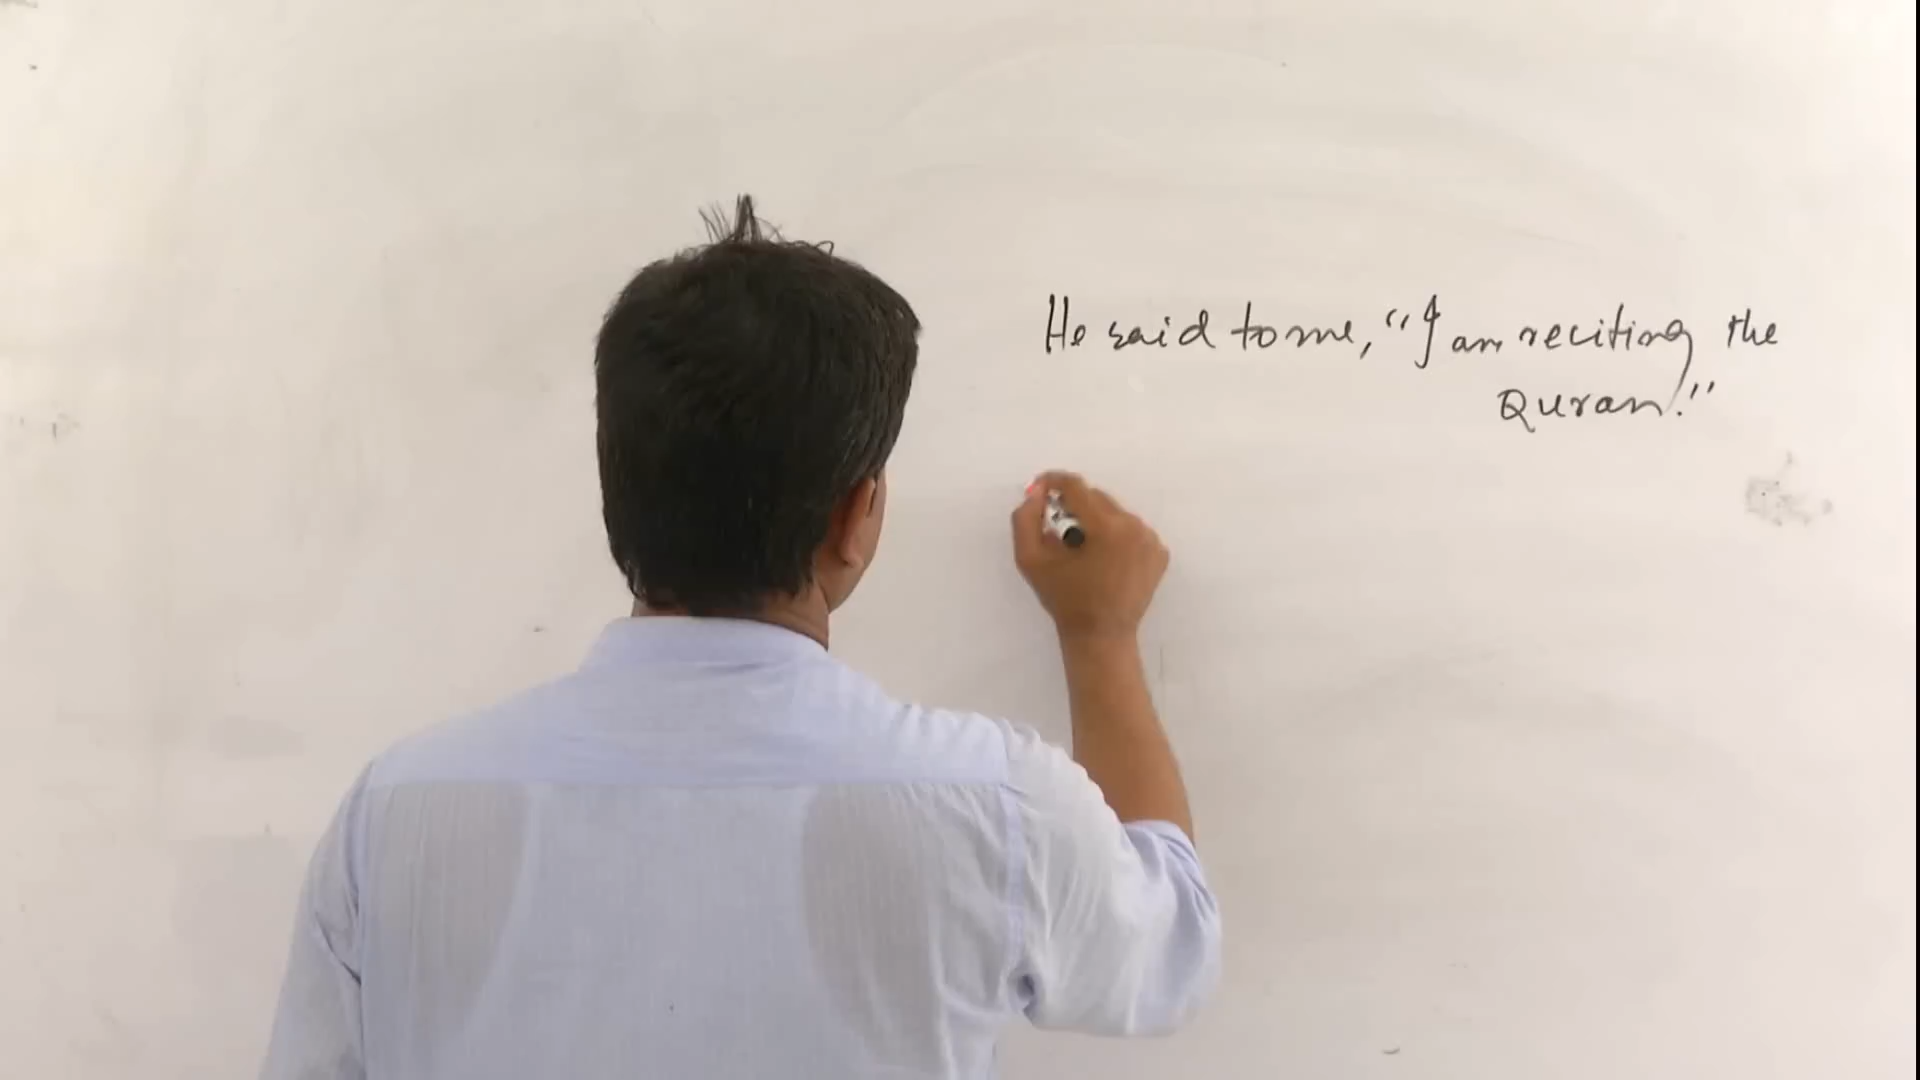 He said to me, "I am reciting the
Quran."